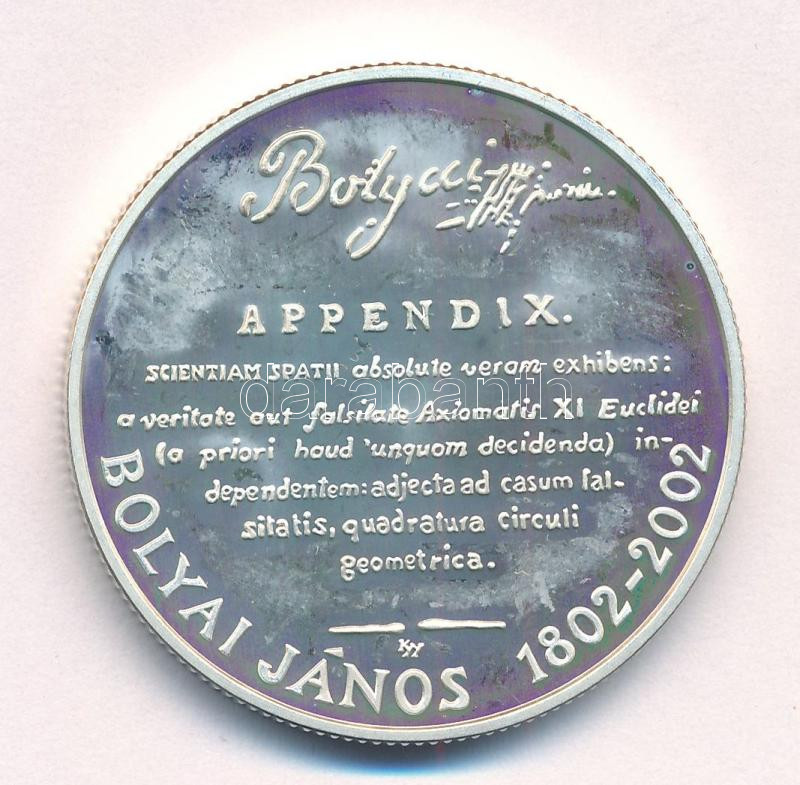 Bolyai
APPENDIX.
SCIENTIAM SPATII absolute veram exhibens:
a veritate aut falsitate Axiomatis XI Euclidei
(a priori haud unquam decidenda) in-
dependentem: adjecta ad casum fal-
sitatis, quadratura circuli
geometrica.
BOLYAI JÁNOS 1802-2002
darabanth